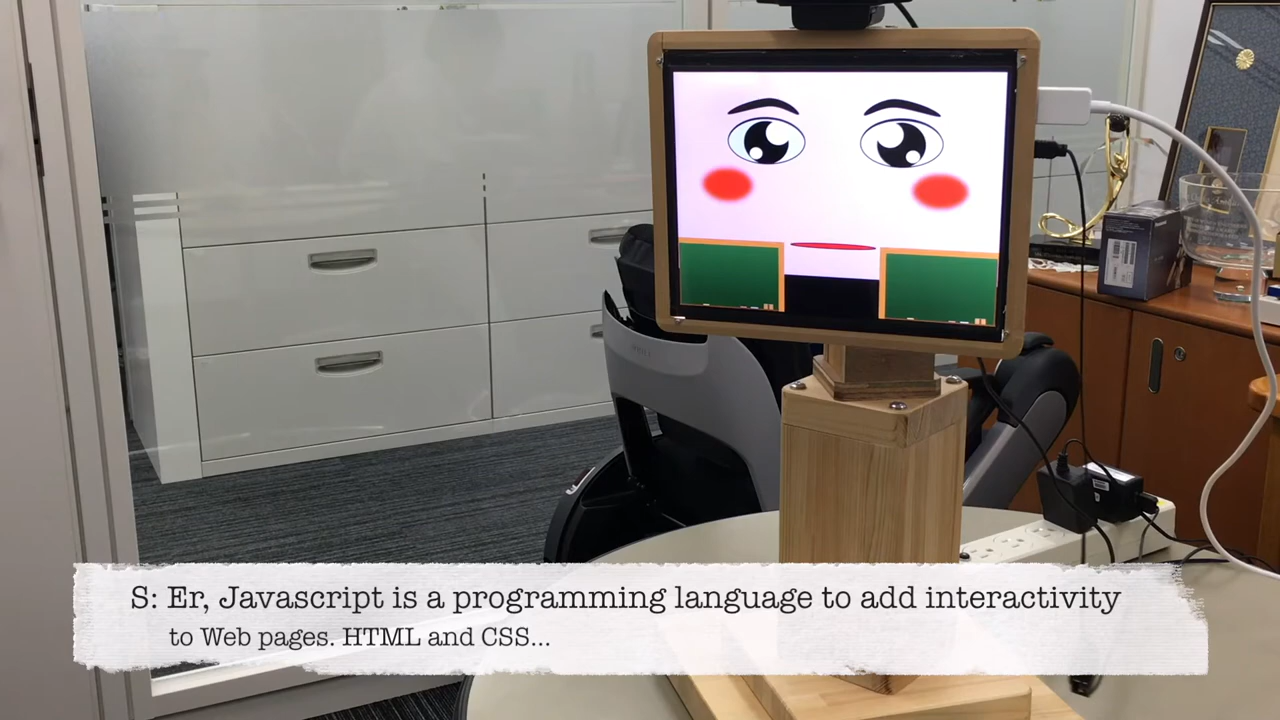 S: Er, Javascript is a programming language to add interactivity
to Web pages. HTML and CSS...